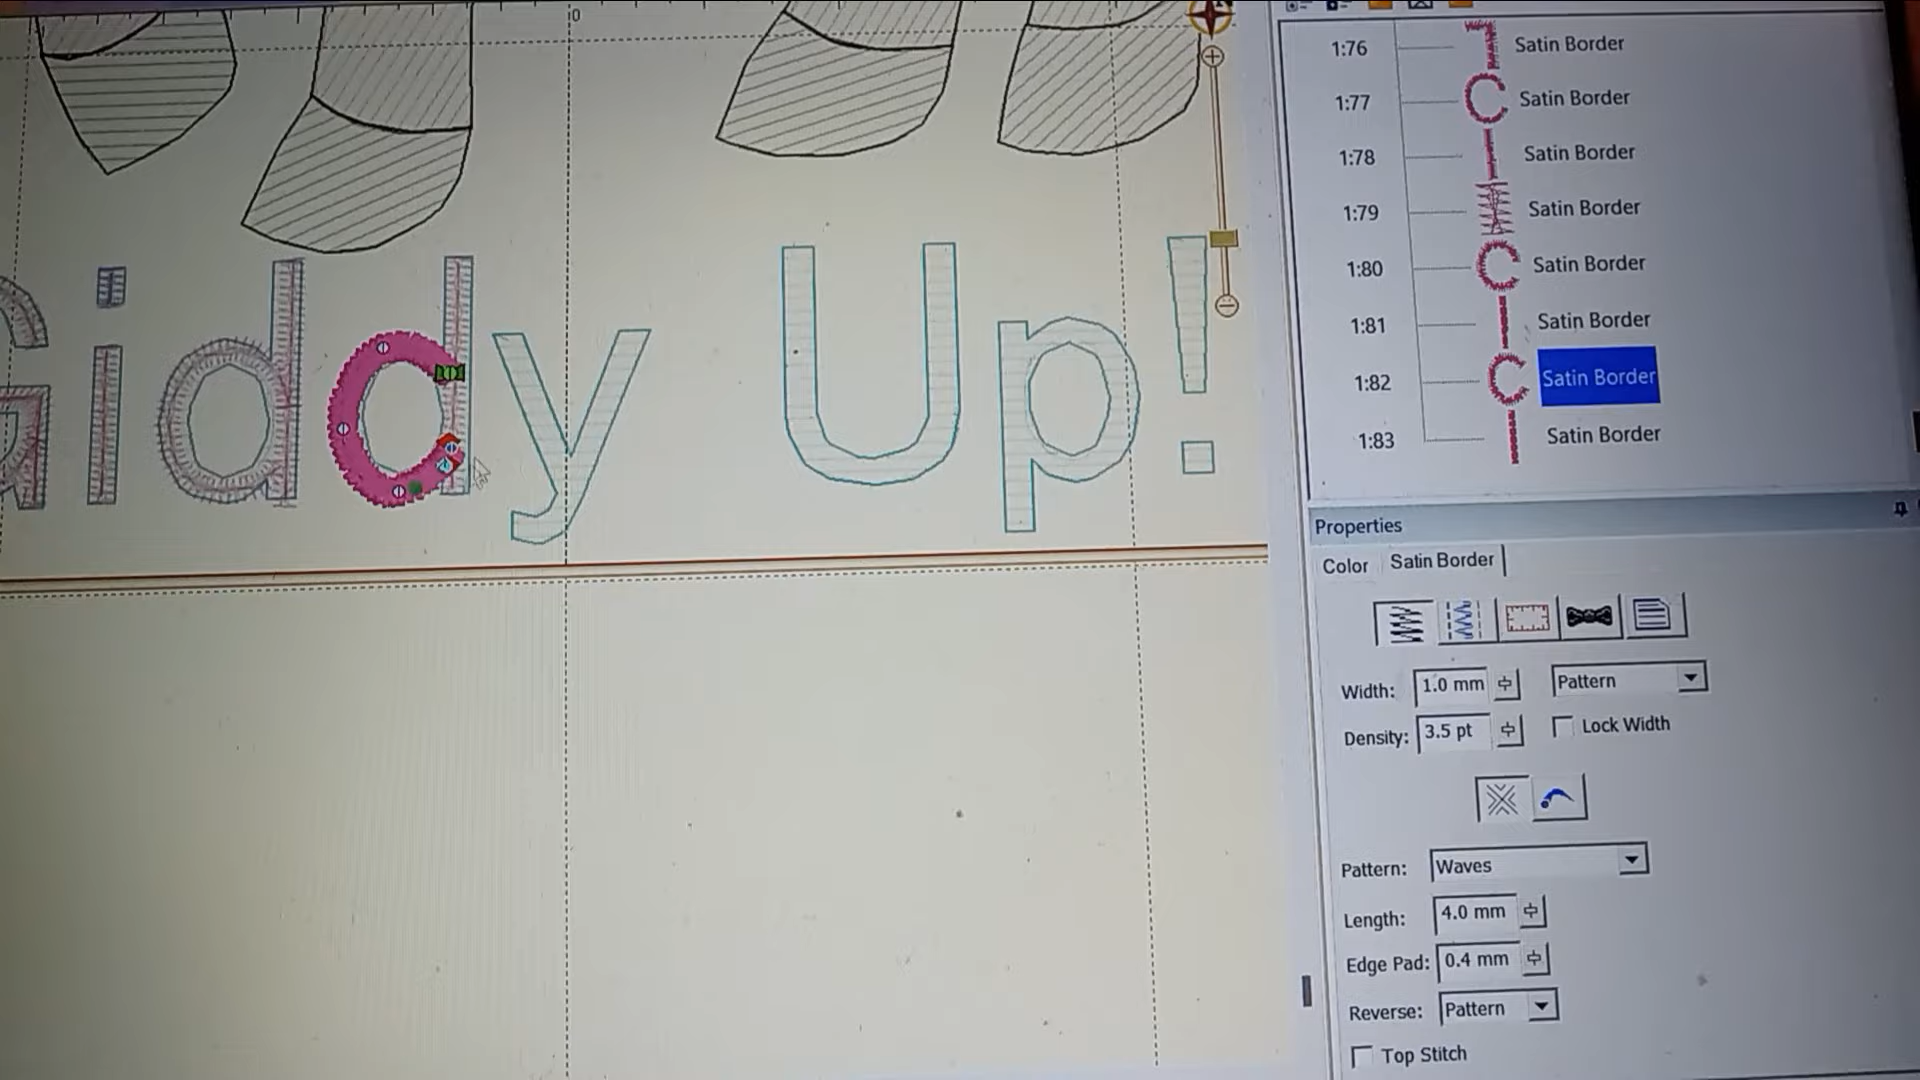 0
1:76 Satin Border
1:77 Satin Border
1:78 Satin Border
1:79 Satin Border
1:80 Satin Border
1:81 Satin Border
1:82 Satin Border
1:83 Satin Border
Giddy Up!
Properties
Color Satin Border
Width: 1.0 mm Pattern
Density: 3.5 pt Lock Width
Pattern: Waves
Length: 4.0 mm
Edge Pad: 0.4 mm
Reverse: Pattern
Top Stitch